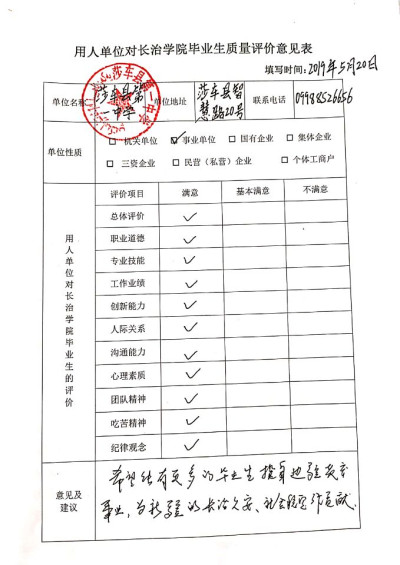 用人单位对长治学院毕业生质量评价意见表
填写时间：2019年5月20日
单位名称 莎车县第一中学 单位地址 莎车县智慧路20号 联系电话 09988526656
单位性质 □机关单位 ☑事业单位 □国有企业 □集体企业
□三资企业 □民营（私营）企业 □个体工商户
用人单位对长治学院毕业生的评价
评价项目 满意 基本满意 不满意
总体评价 ✓
职业道德 ✓
专业技能 ✓
工作业绩 ✓
创新能力 ✓
人际关系 ✓
沟通能力 ✓
心理素质 ✓
团队精神 ✓
吃苦精神 ✓
纪律观念 ✓
意见及建议
希望能有更多的毕业生投身边疆教育
事业，为新疆的长治久安、社会稳定作贡献。